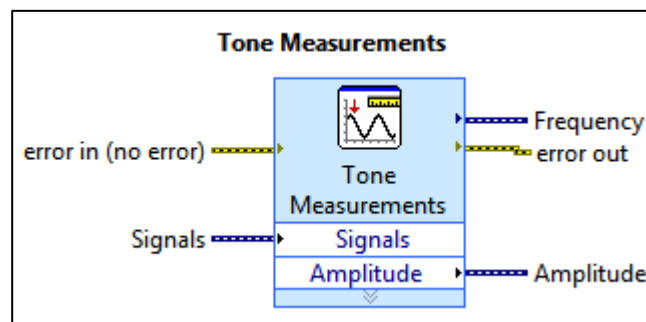 Tone Measurements
Frequency
error in (no error)
error out
Tone
Measurements
Signals
Signals
Amplitude
Amplitude